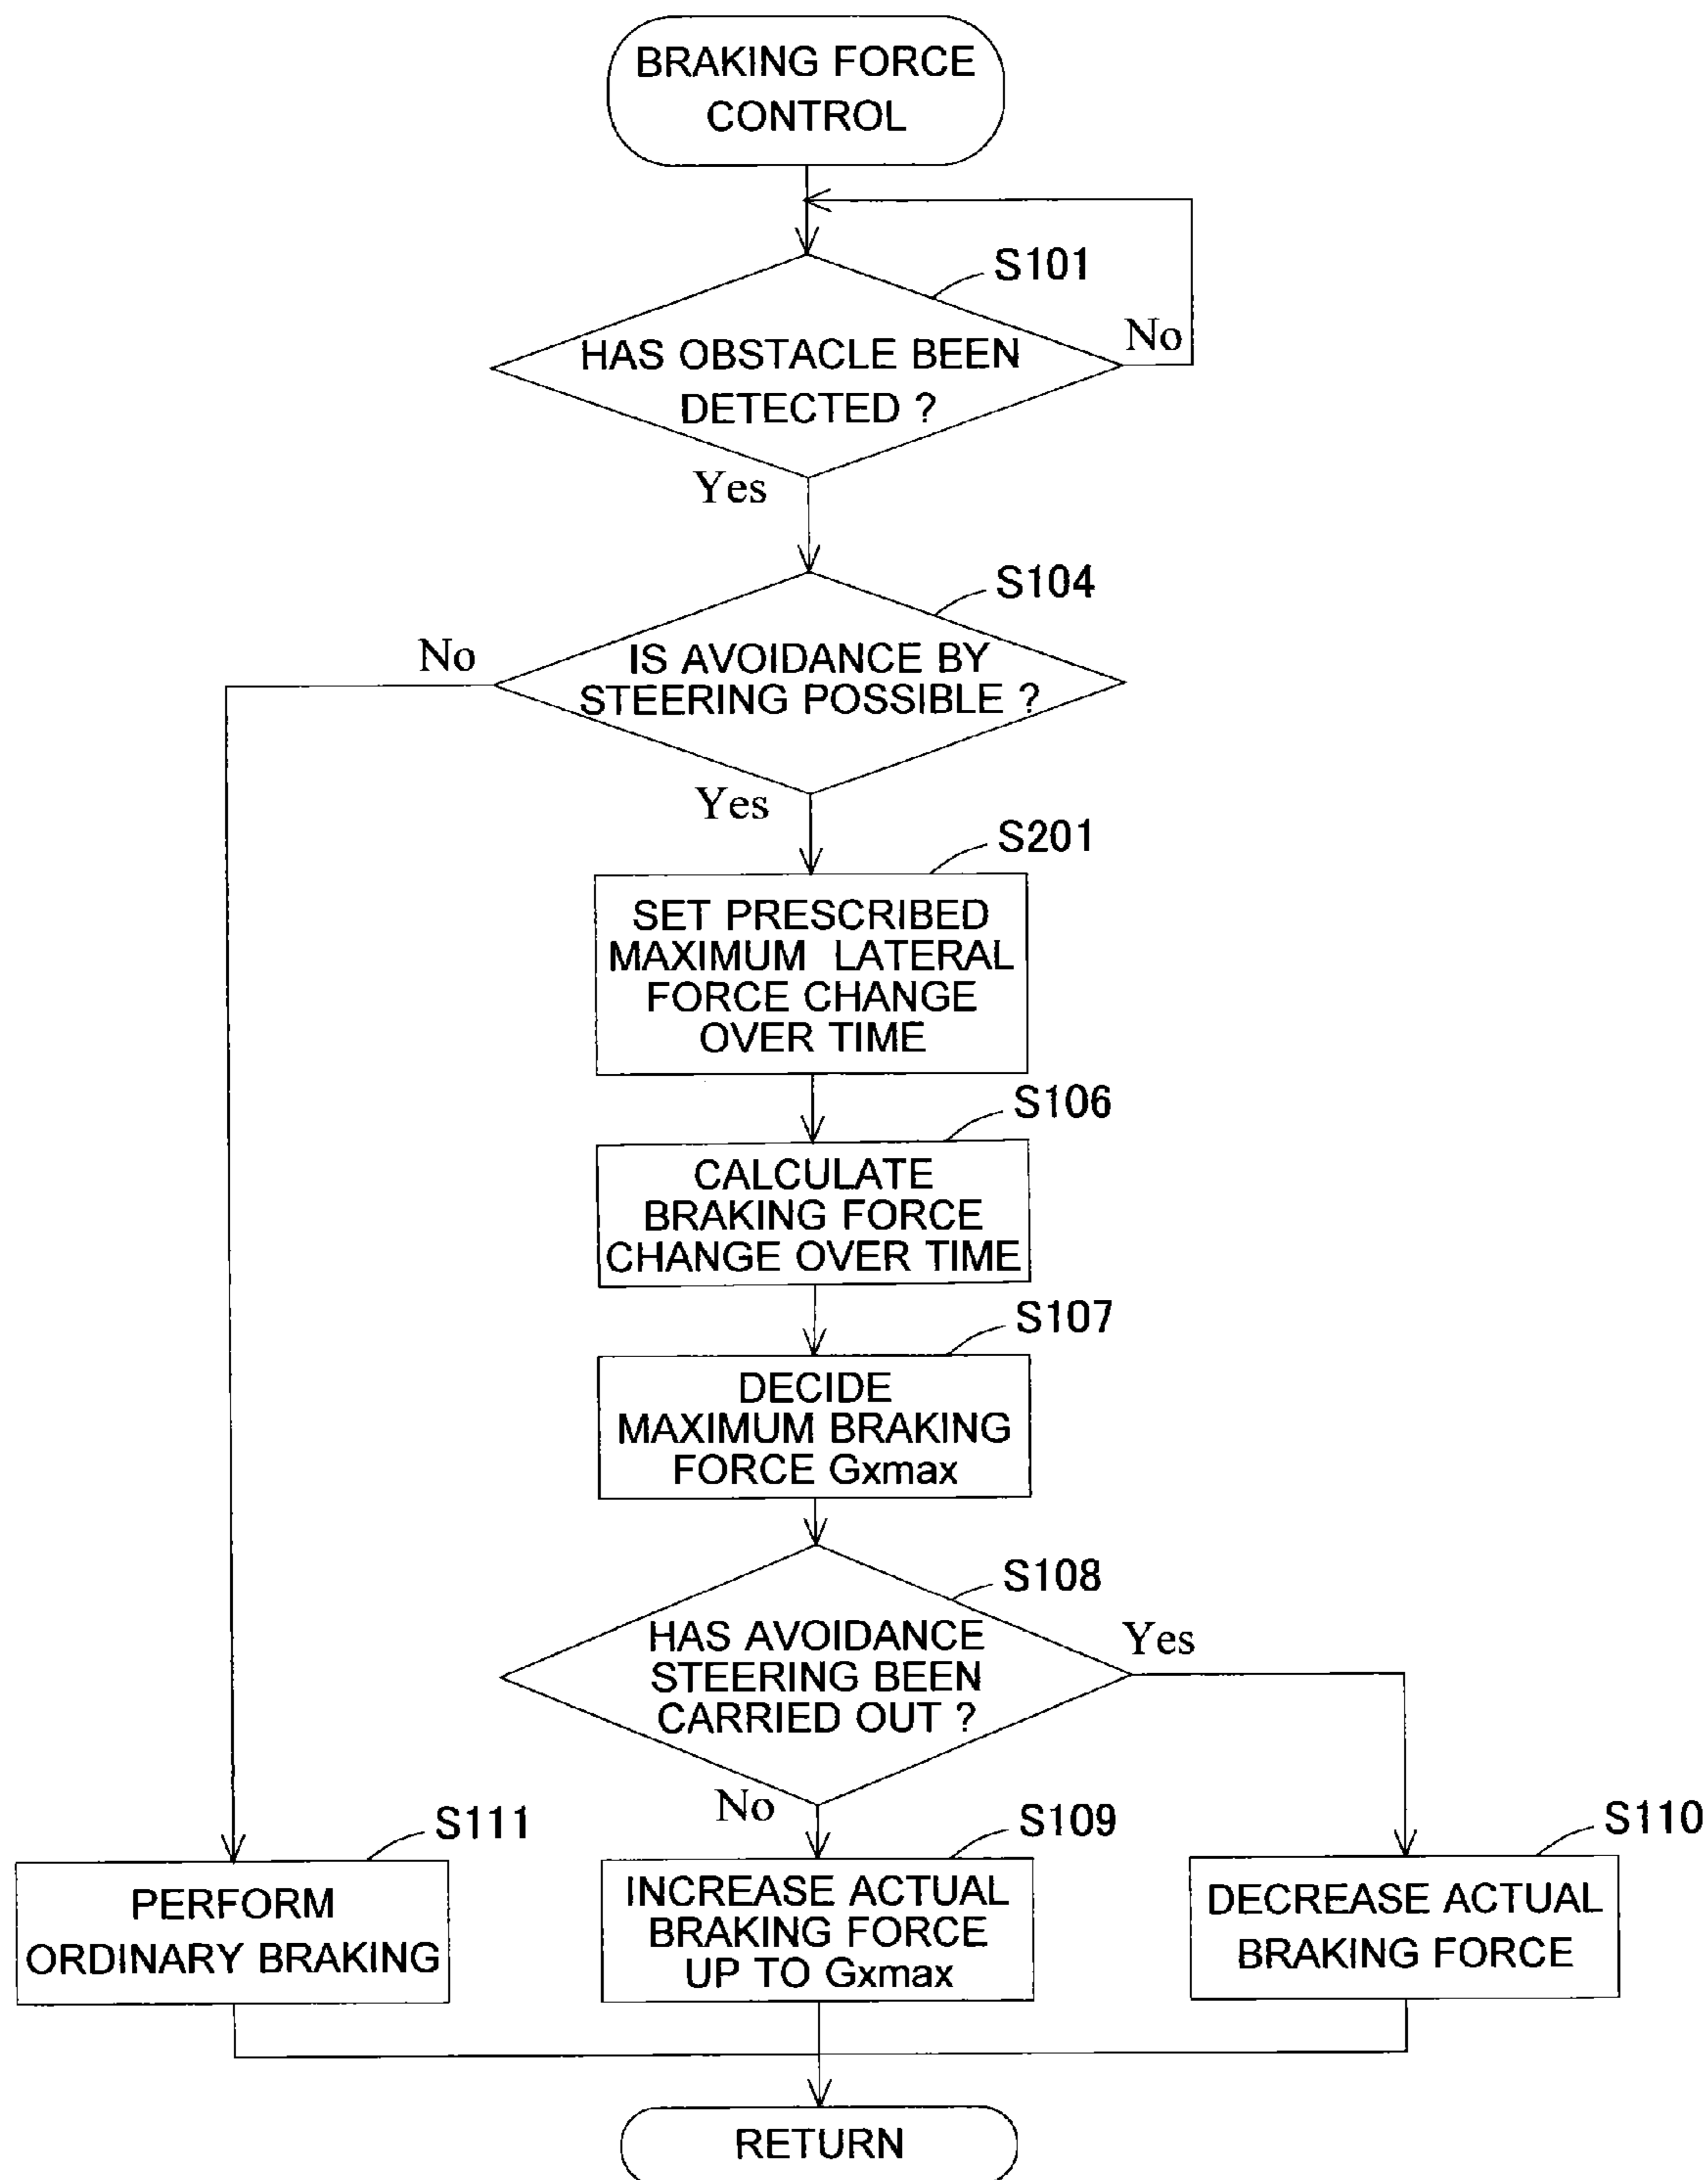 BRAKING FORCE
CONTROL
S101
HAS OBSTACLE BEEN
DETECTED ?
No
Yes
S104
IS AVOIDANCE BY
STEERING POSSIBLE ?
No
Yes
S201
SET PRESCRIBED
MAXIMUM LATERAL
FORCE CHANGE
OVER TIME
S106
CALCULATE
BRAKING FORCE
CHANGE OVER TIME
S107
DECIDE
MAXIMUM BRAKING
FORCE Gxmax
S108
HAS AVOIDANCE
STEERING BEEN
CARRIED OUT ?
Yes
No
S111
PERFORM
ORDINARY BRAKING
S109
INCREASE ACTUAL
BRAKING FORCE
UP TO Gxmax
S110
DECREASE ACTUAL
BRAKING FORCE
RETURN